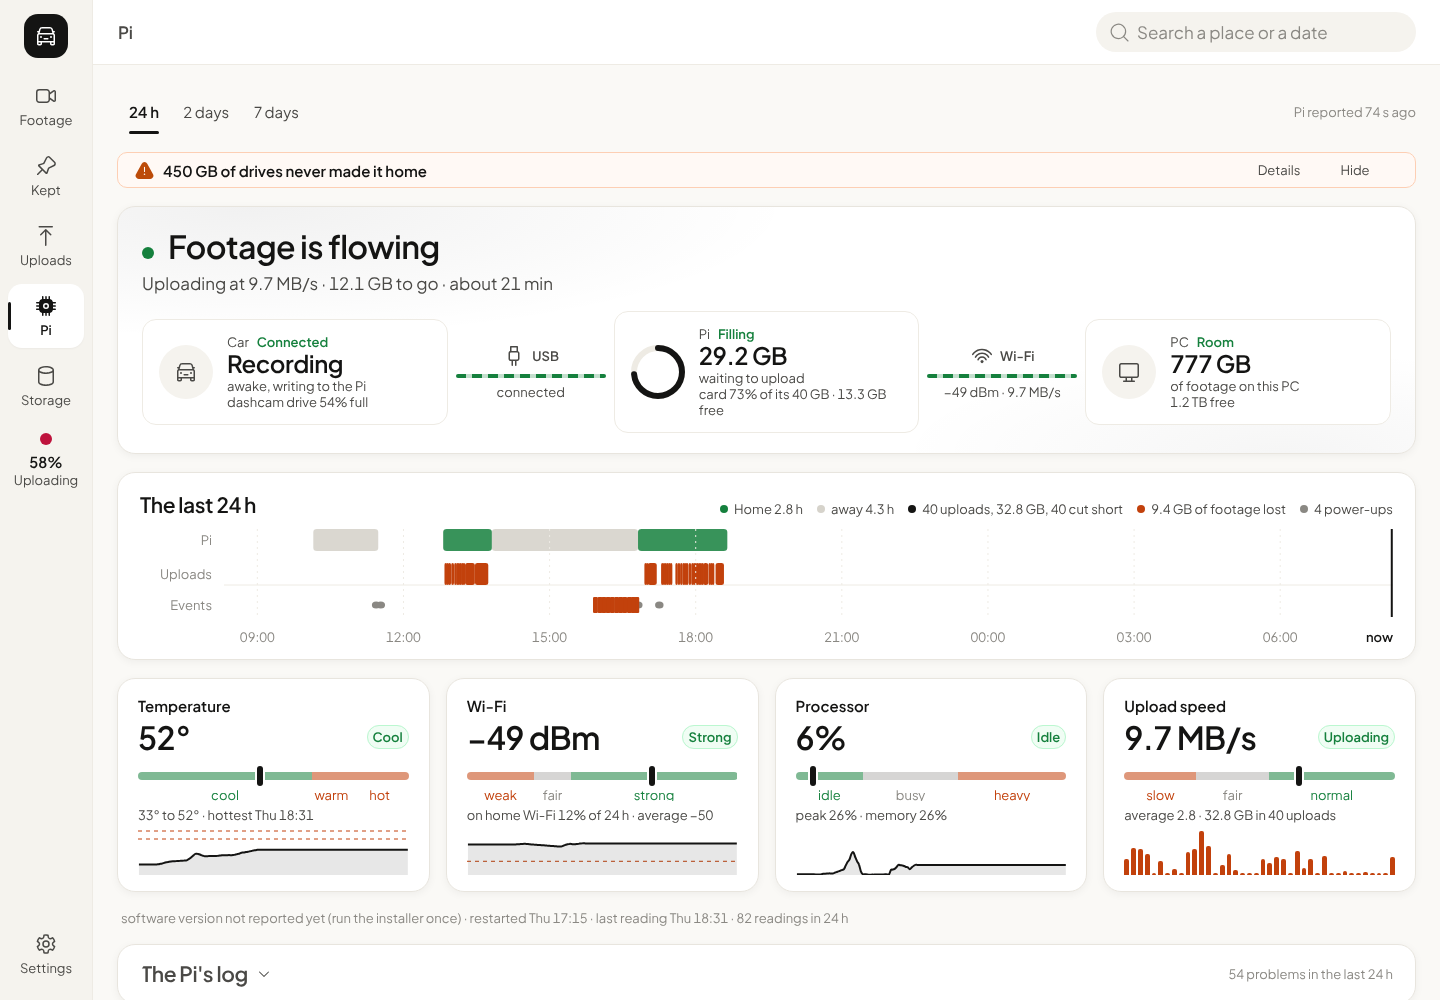 Pi
Search a place or a date
Footage
Kept
Uploads
Pi
Storage
58%
Uploading
Settings
24 h 2 days 7 days
Pi reported 74 s ago
450 GB of drives never made it home
Details Hide
Footage is flowing
Uploading at 9.7 MB/s · 12.1 GB to go · about 21 min
Car Connected
Recording
awake, writing to the Pi
dashcam drive 54% full
USB
connected
Pi Filling
29.2 GB
waiting to upload
card 73% of its 40 GB · 13.3 GB
free
Wi-Fi
−49 dBm · 9.7 MB/s
PC Room
777 GB
of footage on this PC
1.2 TB free
The last 24 h
Home 2.8 h away 4.3 h 40 uploads, 32.8 GB, 40 cut short 9.4 GB of footage lost 4 power-ups
Pi
Uploads
Events
09:00 12:00 15:00 18:00 21:00 00:00 03:00 06:00 now
Temperature
52°
Cool
cool warm hot
33° to 52° · hottest Thu 18:31
Wi-Fi
−49 dBm
Strong
weak fair strong
on home Wi-Fi 12% of 24 h · average −50
Processor
6%
Idle
idle busy heavy
peak 26% · memory 26%
Upload speed
9.7 MB/s
Uploading
slow fair normal
average 2.8 · 32.8 GB in 40 uploads
software version not reported yet (run the installer once) · restarted Thu 17:15 · last reading Thu 18:31 · 82 readings in 24 h
The Pi's log
54 problems in the last 24 h